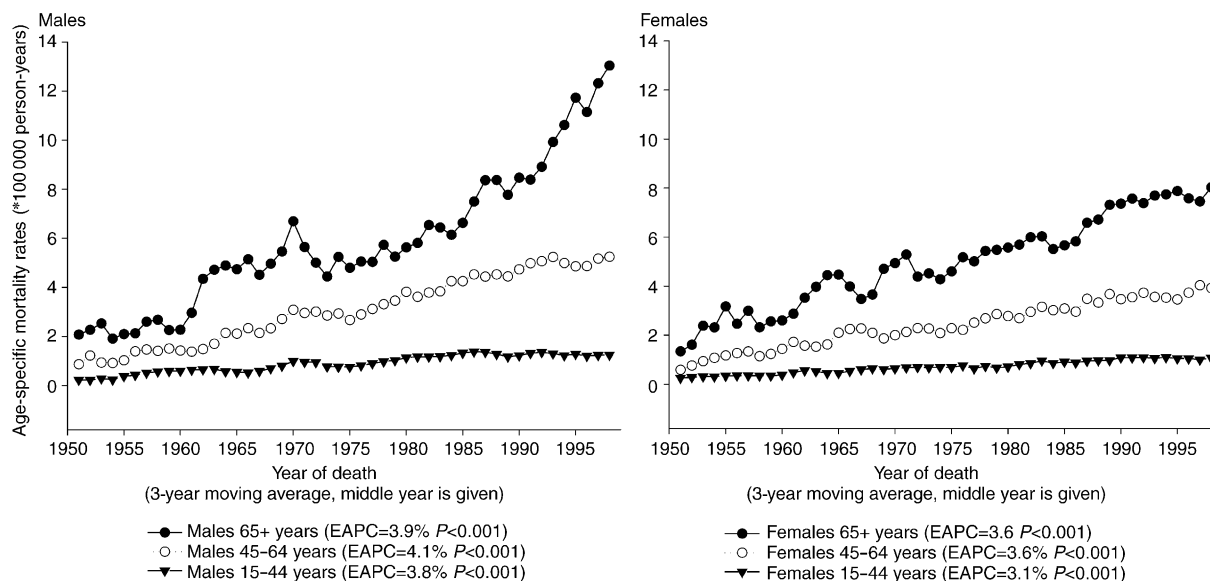 Males
Age-specific mortality rates (*100 000 person-years)
14
12
10
8
6
4
2
0
1950 1955 1960 1965 1970 1975 1980 1985 1990 1995
Year of death
(3-year moving average, middle year is given)
Males 65+ years (EAPC=3.9% P<0.001)
Males 45–64 years (EAPC=4.1% P<0.001)
Males 15–44 years (EAPC=3.8% P<0.001)
Females
14
12
10
8
6
4
2
0
1950 1955 1960 1965 1970 1975 1980 1985 1990 1995
Year of death
(3-year moving average, middle year is given)
Females 65+ years (EAPC=3.6 P<0.001)
Females 45–64 years (EAPC=3.6% P<0.001)
Females 15–44 years (EAPC=3.1% P<0.001)